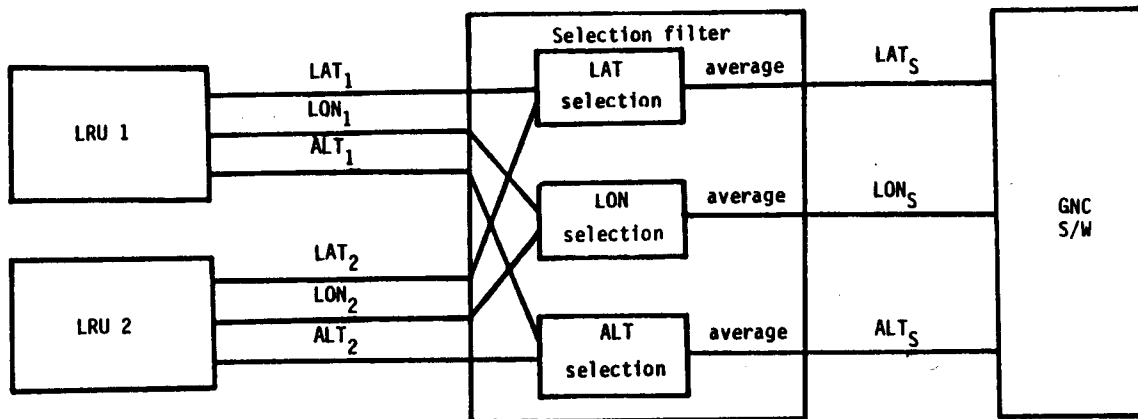 Selection filter
LRU 1
LAT1
LON1
ALT1
LAT
selection
average
LATS
LON
selection
average
LONS
GNC
S/W
LRU 2
LAT2
LON2
ALT2
ALT
selection
average
ALTS